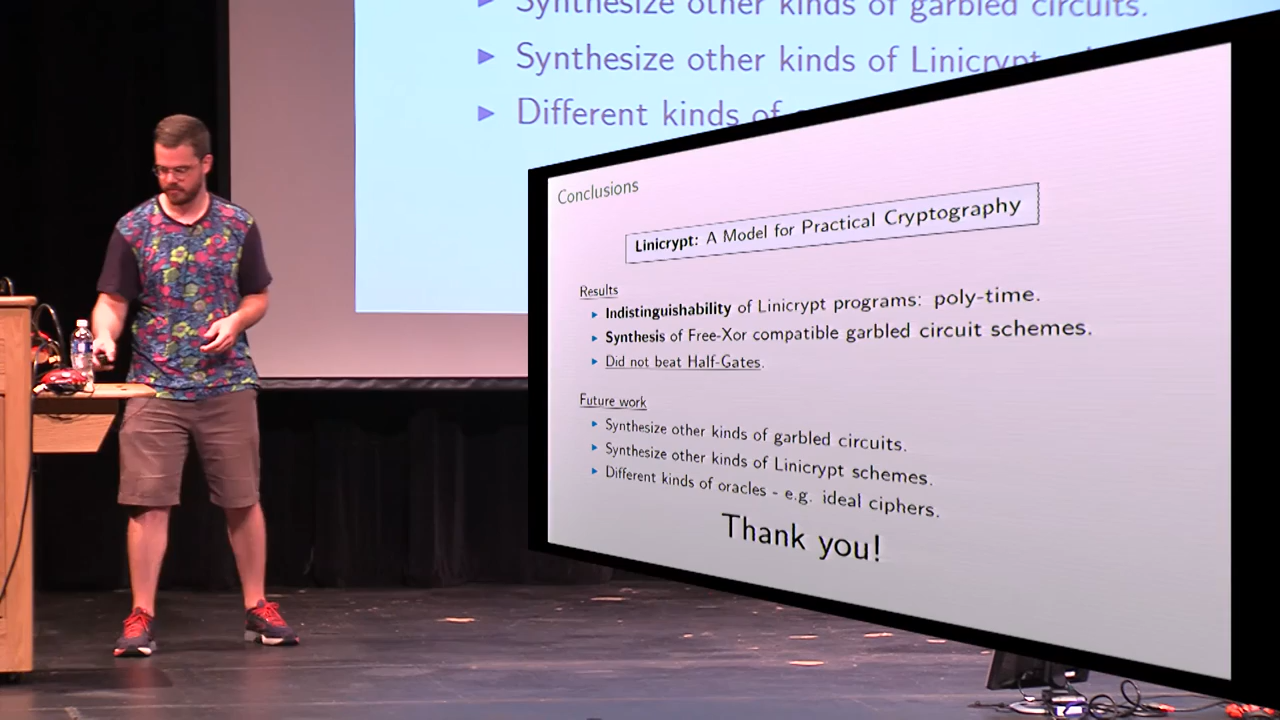 Synthesize other kinds of garbled circuits.
Synthesize other kinds of Linicrypt
Different kinds of
Conclusions
Linicrypt: A Model for Practical Cryptography
Results
Indistinguishability of Linicrypt programs: poly-time.
Synthesis of Free-Xor compatible garbled circuit schemes.
Did not beat Half-Gates.
Future work
Synthesize other kinds of garbled circuits.
Synthesize other kinds of Linicrypt schemes.
Different kinds of oracles - e.g. ideal ciphers.
Thank you!